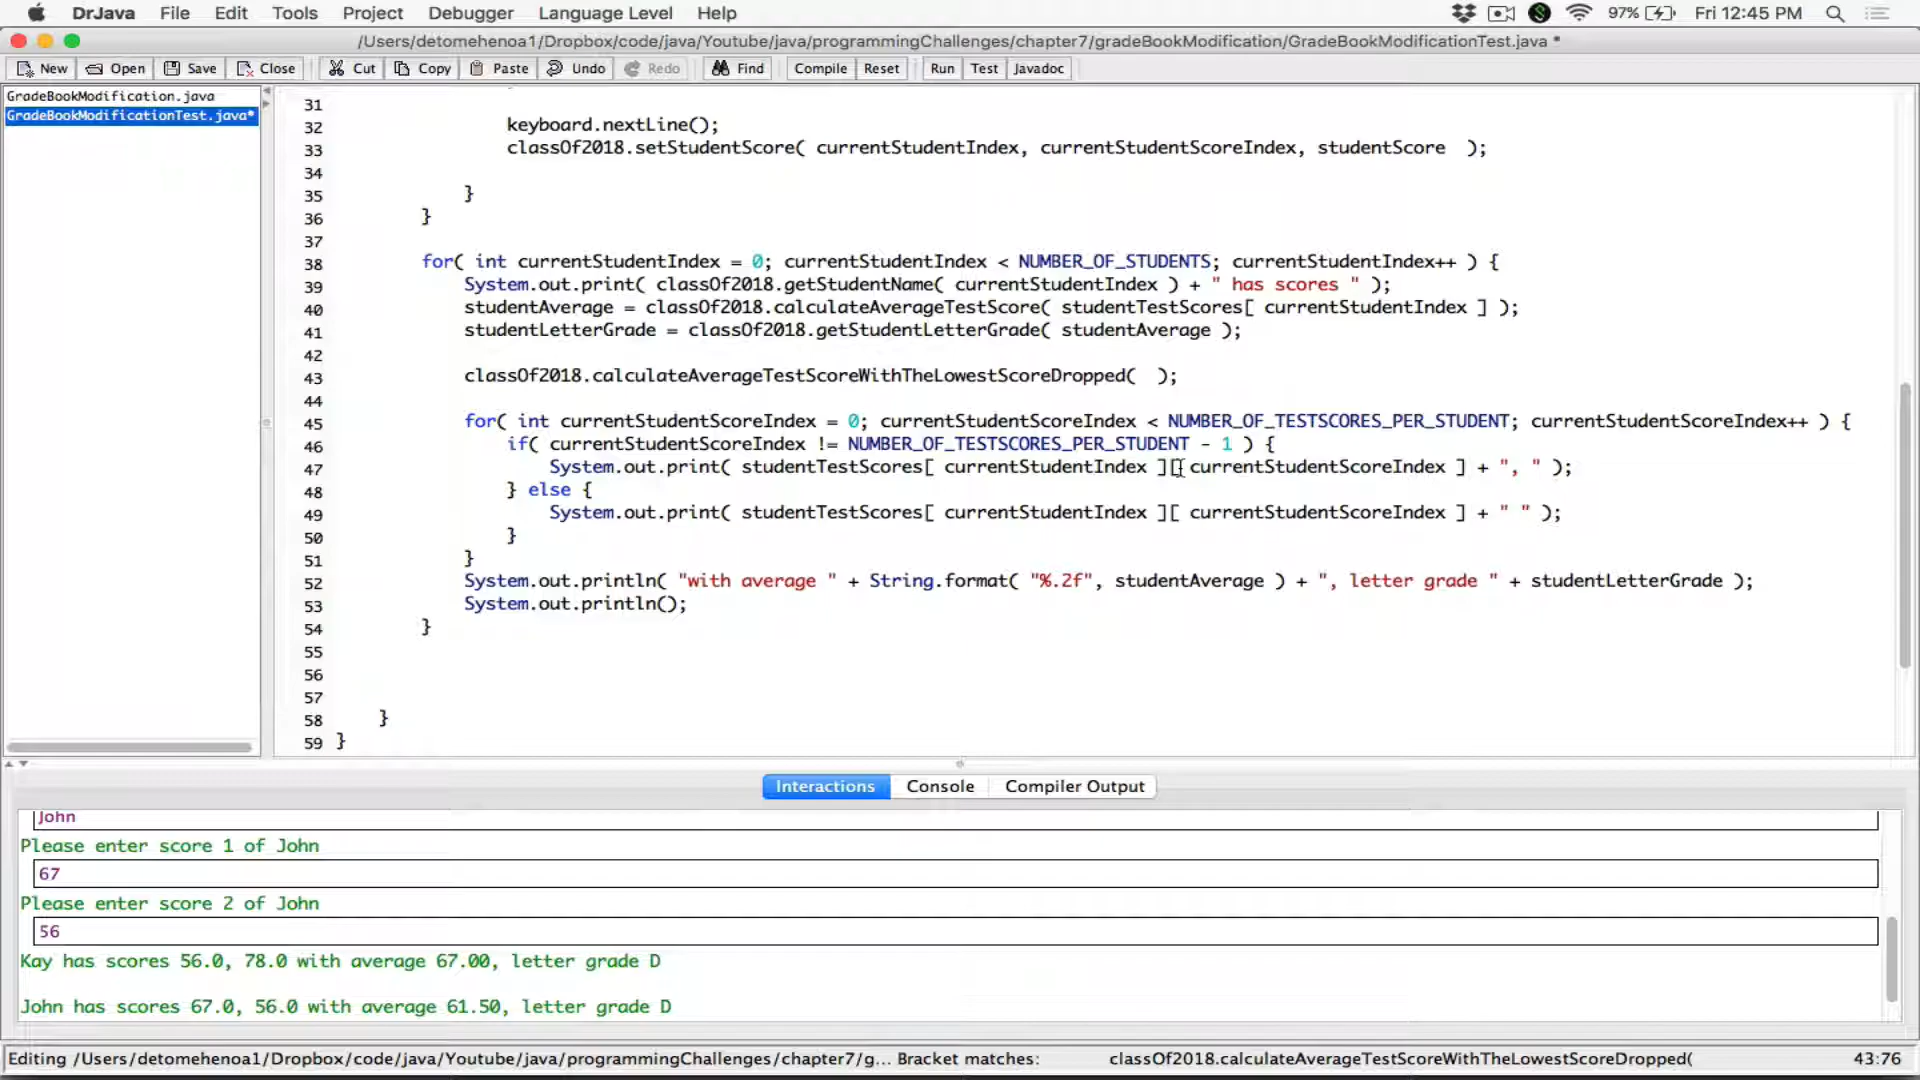 DrJava File Edit Tools Project Debugger Language Level Help 97% Fri 12:45 PM
/Users/detomehenoa1/Dropbox/code/java/Youtube/java/programmingChallenges/chapter7/gradeBookModification/GradeBookModificationTest.java *
New Open Save Close Cut Copy Paste Undo Redo Find Compile Reset Run Test Javadoc
GradeBookModification.java
GradeBookModificationTest.java*
31
32 keyboard.nextLine();
33 classOf2018.setStudentScore( currentStudentIndex, currentStudentScoreIndex, studentScore  );
34
35 }
36 }
37
38 for( int currentStudentIndex = 0; currentStudentIndex < NUMBER_OF_STUDENTS; currentStudentIndex++ ) {
39 System.out.print( classOf2018.getStudentName( currentStudentIndex ) + " has scores " );
40 studentAverage = classOf2018.calculateAverageTestScore( studentTestScores[ currentStudentIndex ] );
41 studentLetterGrade = classOf2018.getStudentLetterGrade( studentAverage );
42
43 classOf2018.calculateAverageTestScoreWithTheLowestScoreDropped(  );
44
45 for( int currentStudentScoreIndex = 0; currentStudentScoreIndex < NUMBER_OF_TESTSCORES_PER_STUDENT; currentStudentScoreIndex++ ) {
46 if( currentStudentScoreIndex != NUMBER_OF_TESTSCORES_PER_STUDENT - 1 ) {
47 System.out.print( studentTestScores[ currentStudentIndex ][ currentStudentScoreIndex ] + ", " );
48 } else {
49 System.out.print( studentTestScores[ currentStudentIndex ][ currentStudentScoreIndex ] + " " );
50 }
51 }
52 System.out.println( "with average " + String.format( "%.2f", studentAverage ) + ", letter grade " + studentLetterGrade );
53 System.out.println();
54 }
55
56
57
58 }
59 }
Interactions Console Compiler Output
John
Please enter score 1 of John
67
Please enter score 2 of John
56
Kay has scores 56.0, 78.0 with average 67.00, letter grade D
John has scores 67.0, 56.0 with average 61.50, letter grade D
Editing /Users/detomehenoa1/Dropbox/code/java/Youtube/java/programmingChallenges/chapter7/g... Bracket matches: classOf2018.calculateAverageTestScoreWithTheLowestScoreDropped( 43:76